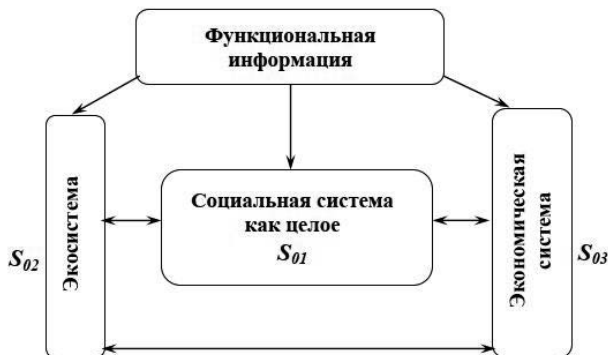 Функциональная
информация
Экосистема
S02
Социальная система
как целое
S01
Экономическая
система
S03